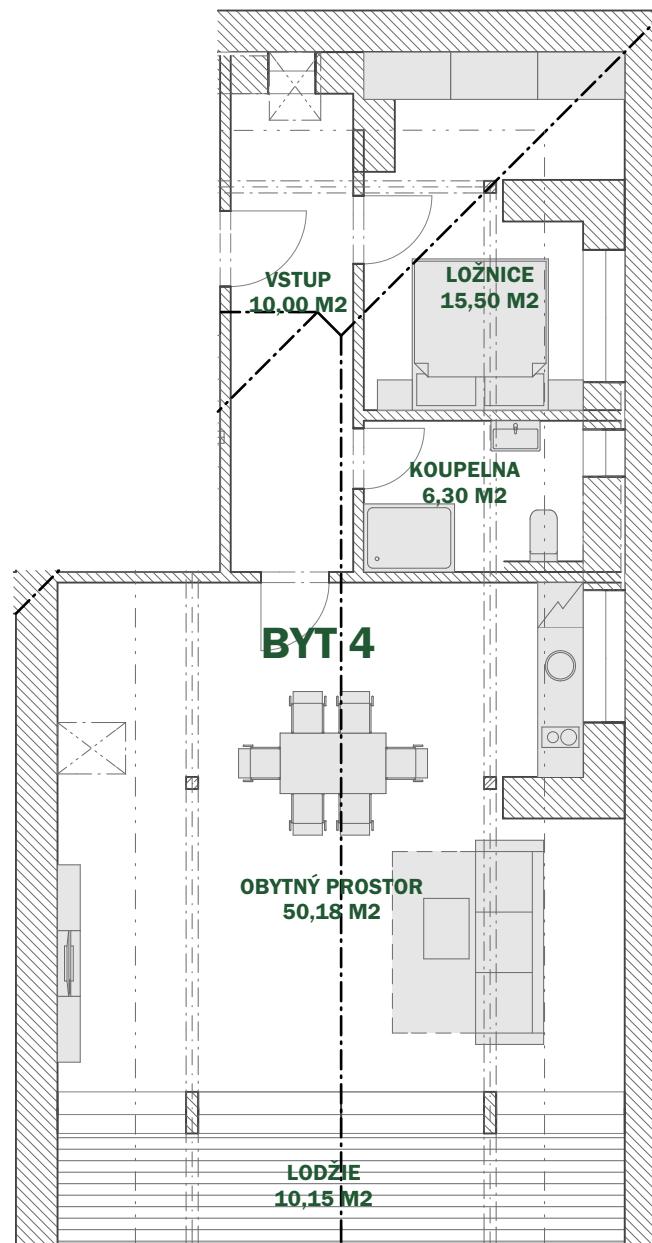 VSTUP
10,00 M2
LOŽNICE
15,50 M2
KOUPELNA
6,30 M2
BYT 4
OBYTNÝ PROSTOR
50,18 M2
LODŽIE
10,15 M2